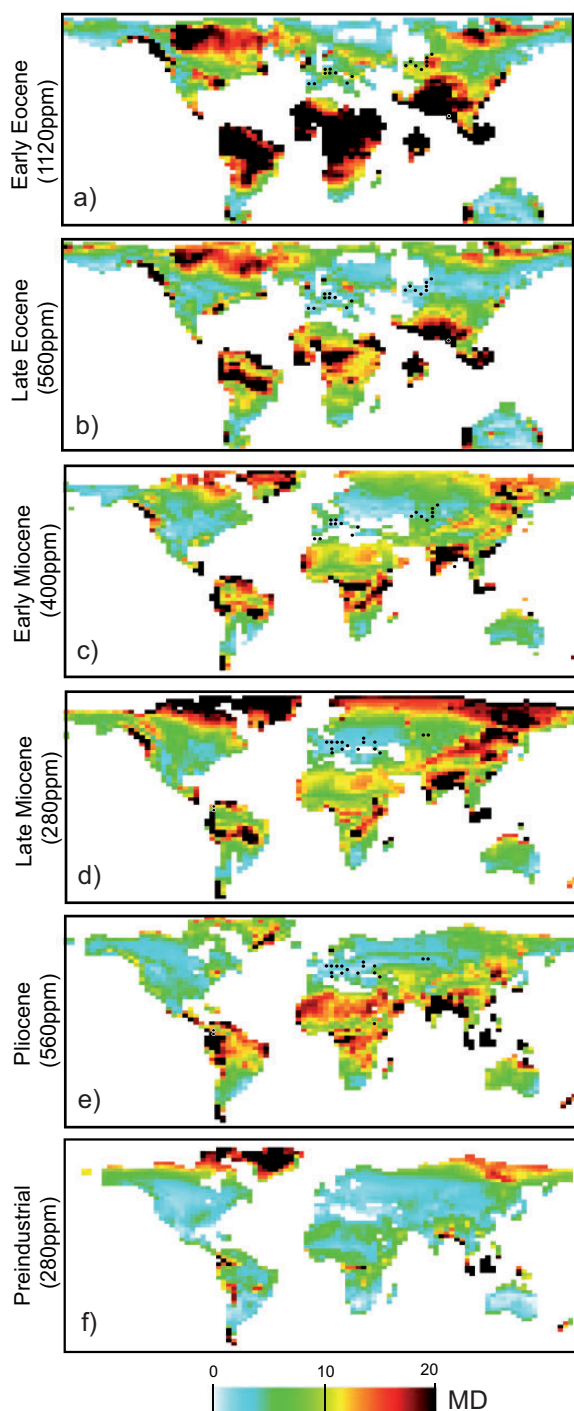 Early Eocene
(1120ppm)
a)
Late Eocene
(560ppm)
b)
Early Miocene
(400ppm)
c)
Late Miocene
(280ppm)
d)
Pliocene
(560ppm)
e)
Preindustrial
(280ppm)
f)
0 10 20 MD